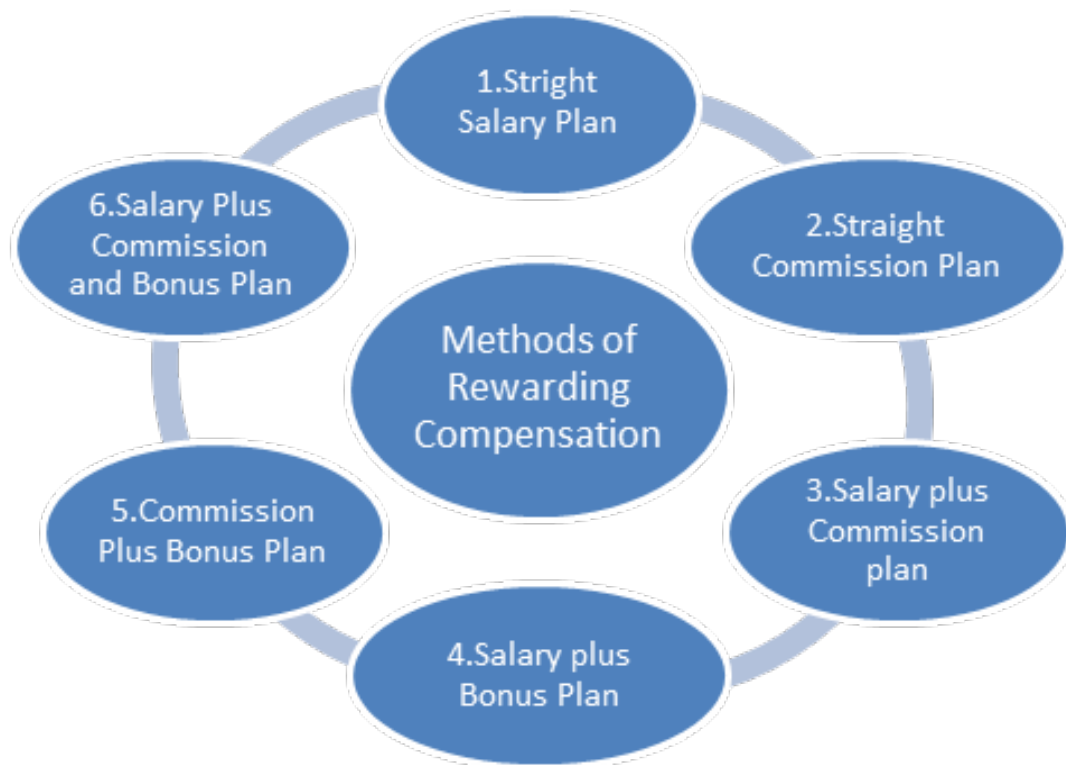 1.Stright
Salary Plan
2.Straight
Commission Plan
3.Salary plus
Commission
plan
4.Salary plus
Bonus Plan
5.Commission
Plus Bonus Plan
6.Salary Plus
Commission
and Bonus Plan
Methods of
Rewarding
Compensation